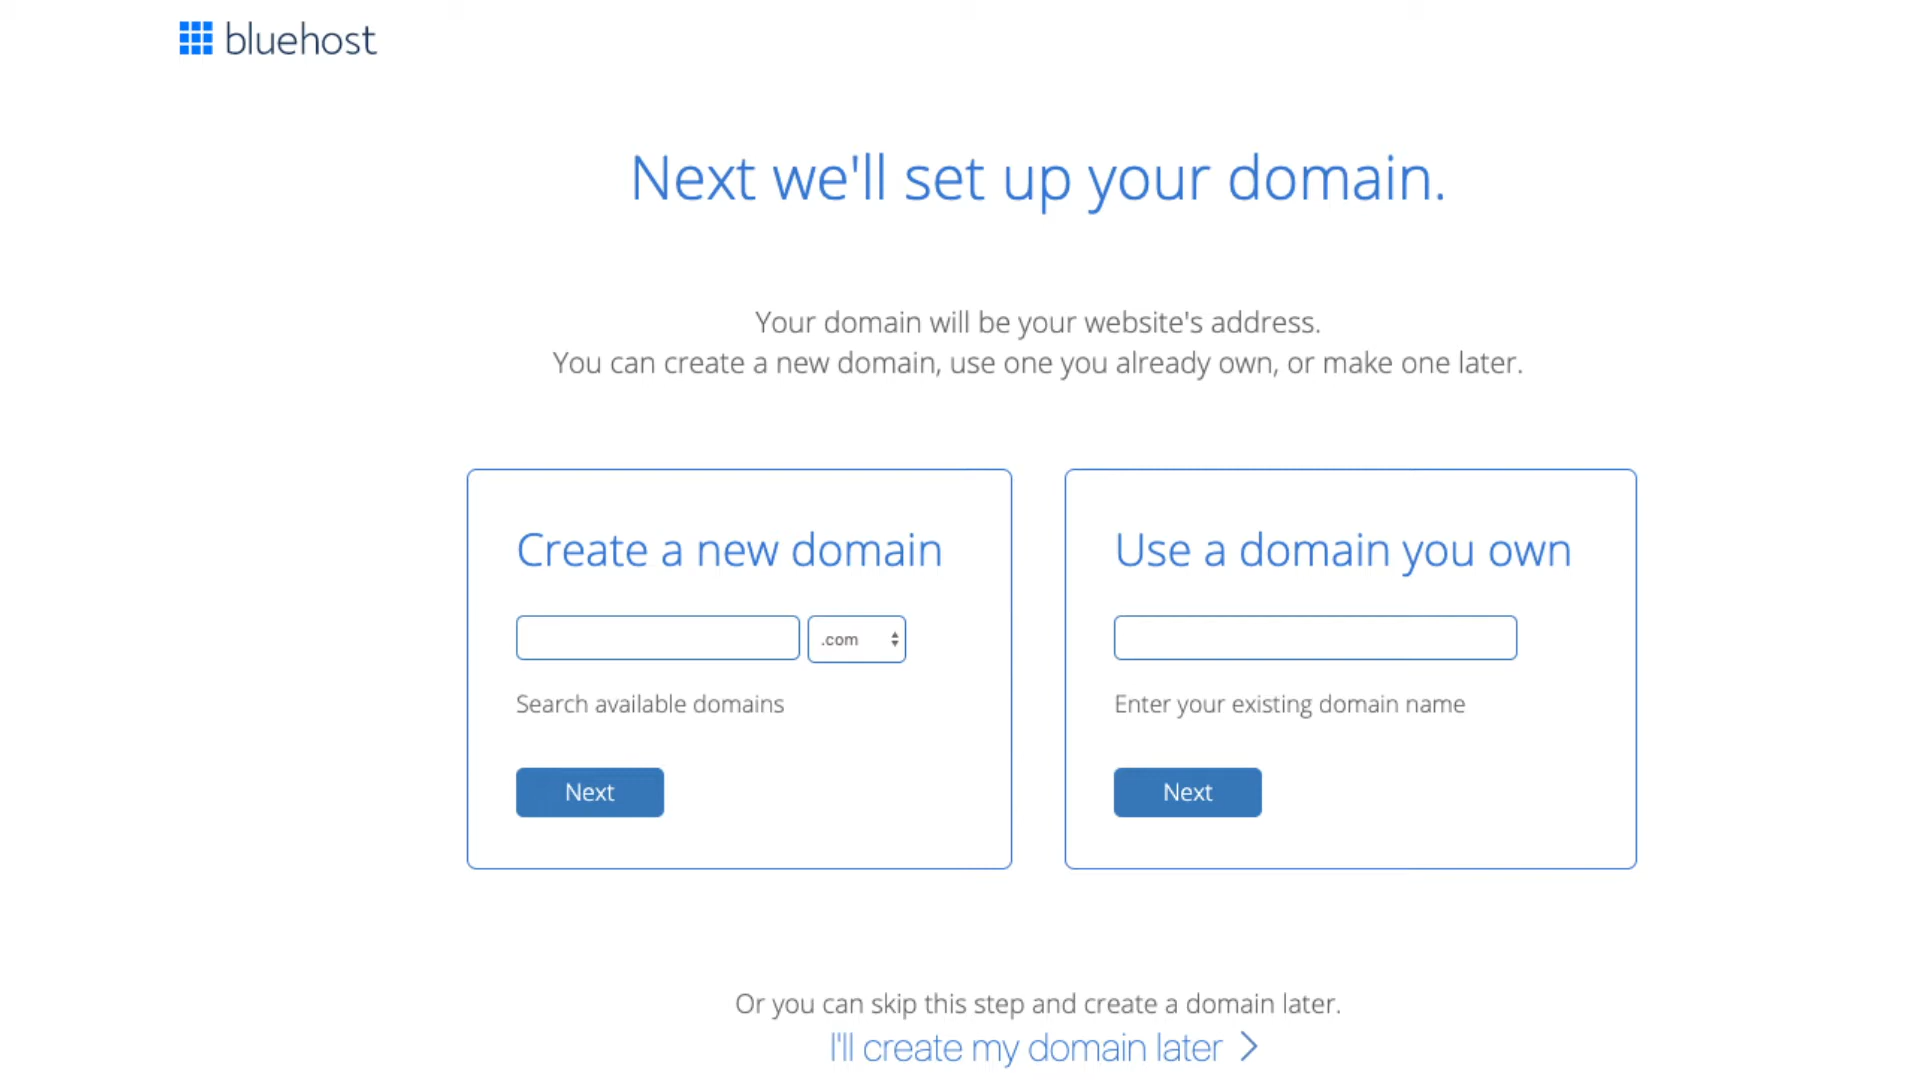 bluehost
Next we'll set up your domain.
Your domain will be your website's address.
You can create a new domain, use one you already own, or make one later.
Create a new domain
.com
Search available domains
Next
Use a domain you own
Enter your existing domain name
Next
Or you can skip this step and create a domain later.
I'll create my domain later